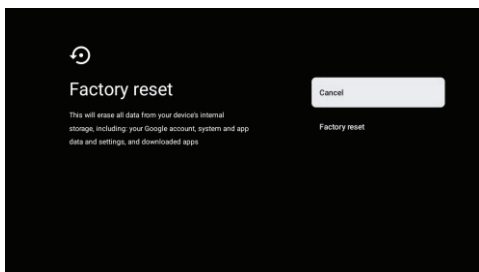 Factory reset
This will erase all data from your device's internal
storage, including: your Google account, system and app
data and settings, and downloaded apps
Cancel
Factory reset